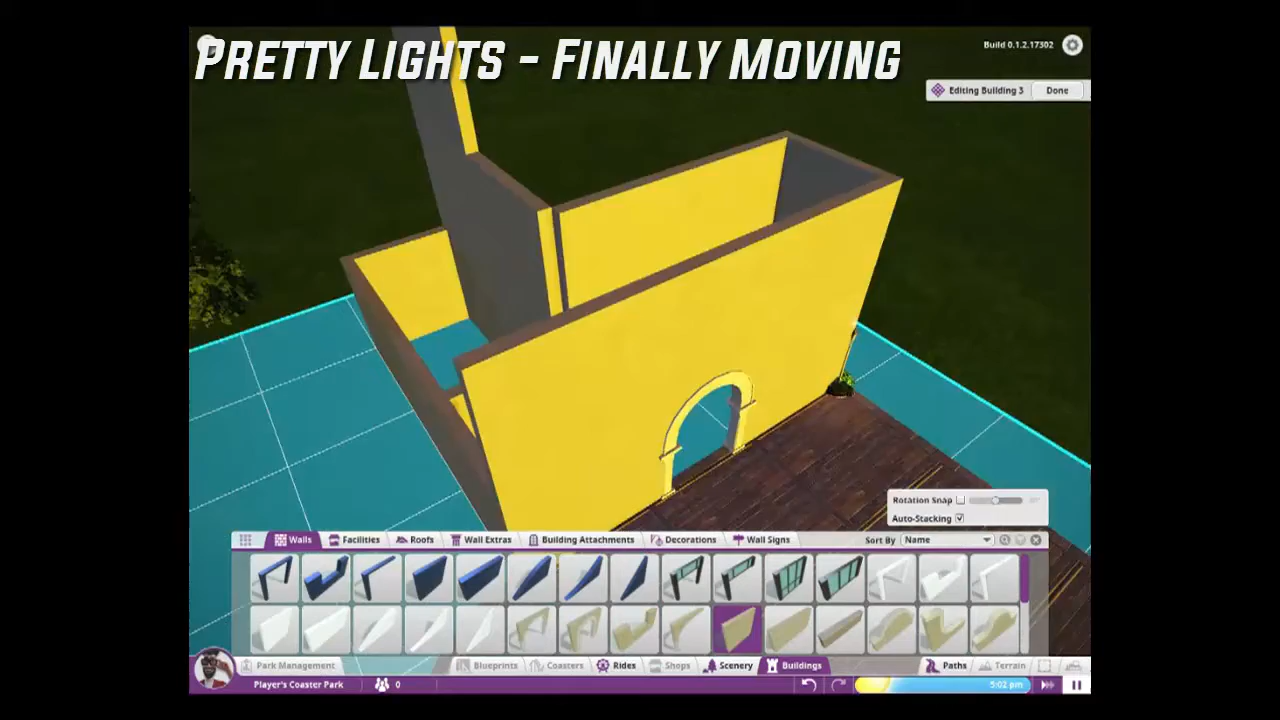 PRETTY LIGHTS - FINALLY MOVING
Build 0.1.2.17302
Editing Building 3 Done
Rotation Snap
Auto-Stacking
Walls Facilities Roofs Wall Extras Building Attachments Decorations Wall Signs Sort By Name
Park Management Blueprints Coasters Rides Shops Scenery Buildings Paths Terrain
Player's Coaster Park 0 5:02 pm